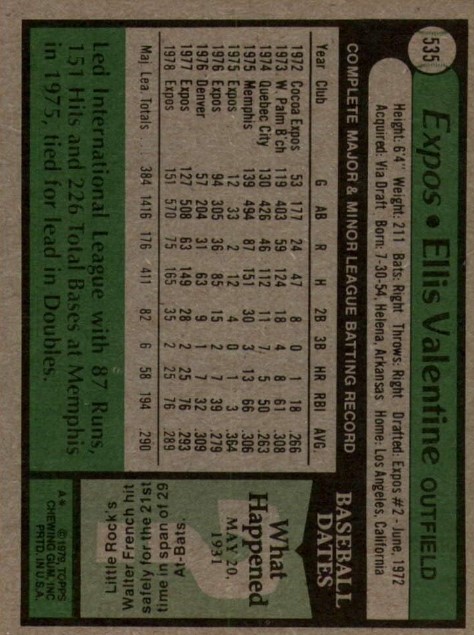 535
Expos • Ellis Valentine OUTFIELD
Height: 6'4" Weight: 211 Bats: Right Throws: Right Drafted: Expos #2 - June, 1972
Acquired: Via Draft Born: 7-30-54, Helena, Arkansas Home: Los Angeles, California
COMPLETE MAJOR & MINOR LEAGUE BATTING RECORD
Year Club G AB R H 2B 3B HR RBI AVG.
1972 Cocoa Expos 53 177 24 47 8 0 1 18 .266
1973 W. Palm B'ch 119 403 59 124 18 4 8 61 .308
1974 Quebec City 130 426 46 112 11 7 5 50 .263
1975 Memphis 139 494 87 151 30 3 13 66 .306
1975 Expos 12 33 2 12 4 0 1 3 .364
1976 Expos 94 305 36 85 15 2 7 39 .279
1976 Denver 57 204 31 63 9 1 7 32 .309
1977 Expos 127 508 63 149 28 2 25 76 .293
1978 Expos 151 570 75 165 35 2 25 76 .289
Maj. Lea. Totals 384 1416 176 411 82 6 58 194 .290
Led International League with 87 Runs,
151 Hits and 226 Total Bases at Memphis
in 1975, tied for lead in Doubles.
BASEBALL
DATES
What
Happened
MAY 20,
1931
Little Rock's
Walter French hit
safely for the 21st
time in span of 29
At-Bats.
A* © 1979, TOPPS
CHEWING GUM, INC
PRTD. IN U.S.A.